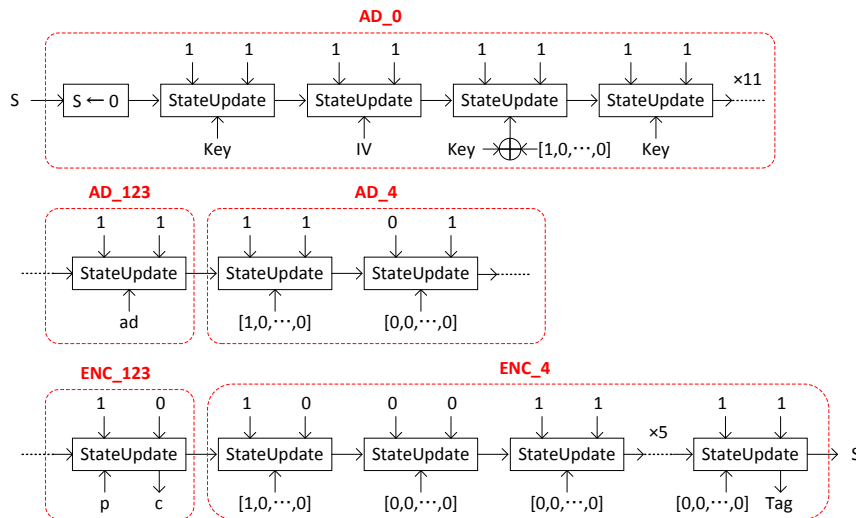 AD_0
1 1 1 1 1 1 1 1
×11
S S ← 0 StateUpdate StateUpdate StateUpdate StateUpdate ········
Key IV Key [1,0,⋯,0] Key
AD_123 AD_4
1 1 1 1 0 1
········ StateUpdate StateUpdate StateUpdate ········
ad [1,0,⋯,0] [0,0,⋯,0]
ENC_123 ENC_4
1 0 1 0 0 0 1 1 ×5 1 1
········ StateUpdate StateUpdate StateUpdate StateUpdate ········ StateUpdate S
p c [1,0,⋯,0] [0,0,⋯,0] [0,0,⋯,0] [0,0,⋯,0] Tag